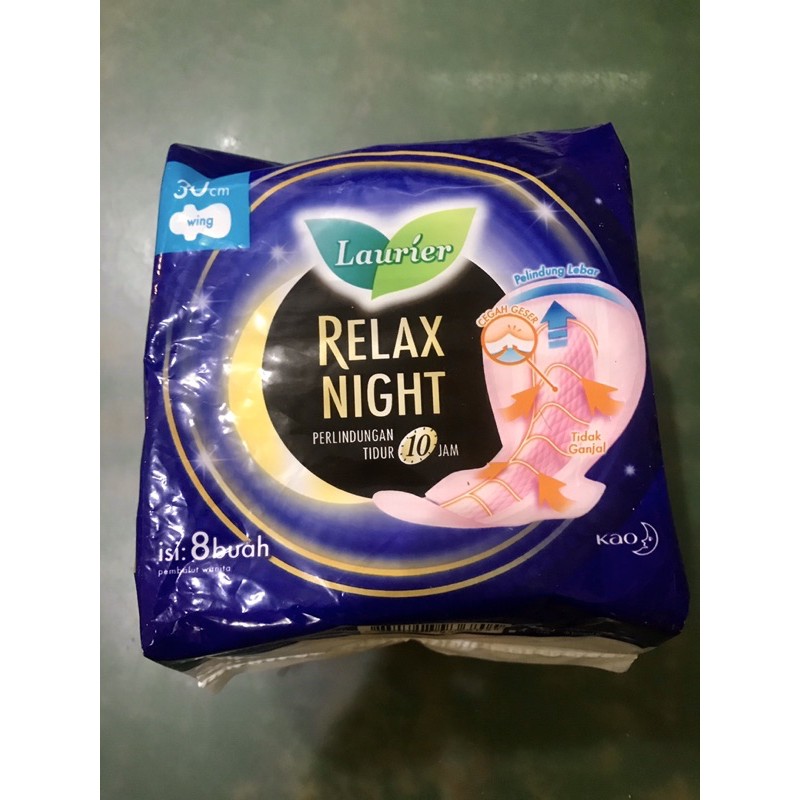 30cm
wing
Laurier
RELAX
NIGHT
PERLINDUNGAN
TIDUR 10 JAM
Pelindung Lebar
CEGAH GESER
Tidak
Ganjal
isi: 8 buah
pembalut wanita
Kao